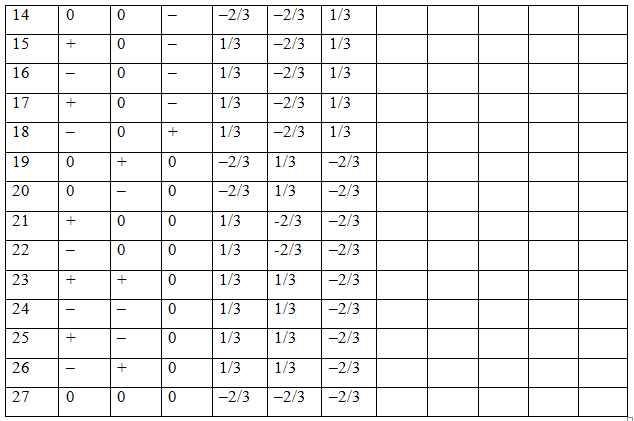 14 0 0 – –2/3 –2/3 1/3
15 + 0 - 1/3 –2/3 1/3
16 – 0 – 1/3 –2/3 1/3
17 + 0 - 1/3 –2/3 1/3
18 – 0 + 1/3 –2/3 1/3
19 0 + 0 –2/3 1/3 –2/3
20 0 – 0 –2/3 1/3 –2/3
21 + 0 0 1/3 -2/3 –2/3
22 – 0 0 1/3 -2/3 –2/3
23 + + 0 1/3 1/3 –2/3
24 – – 0 1/3 1/3 –2/3
25 + – 0 1/3 1/3 –2/3
26 – + 0 1/3 1/3 –2/3
27 0 0 0 –2/3 –2/3 –2/3